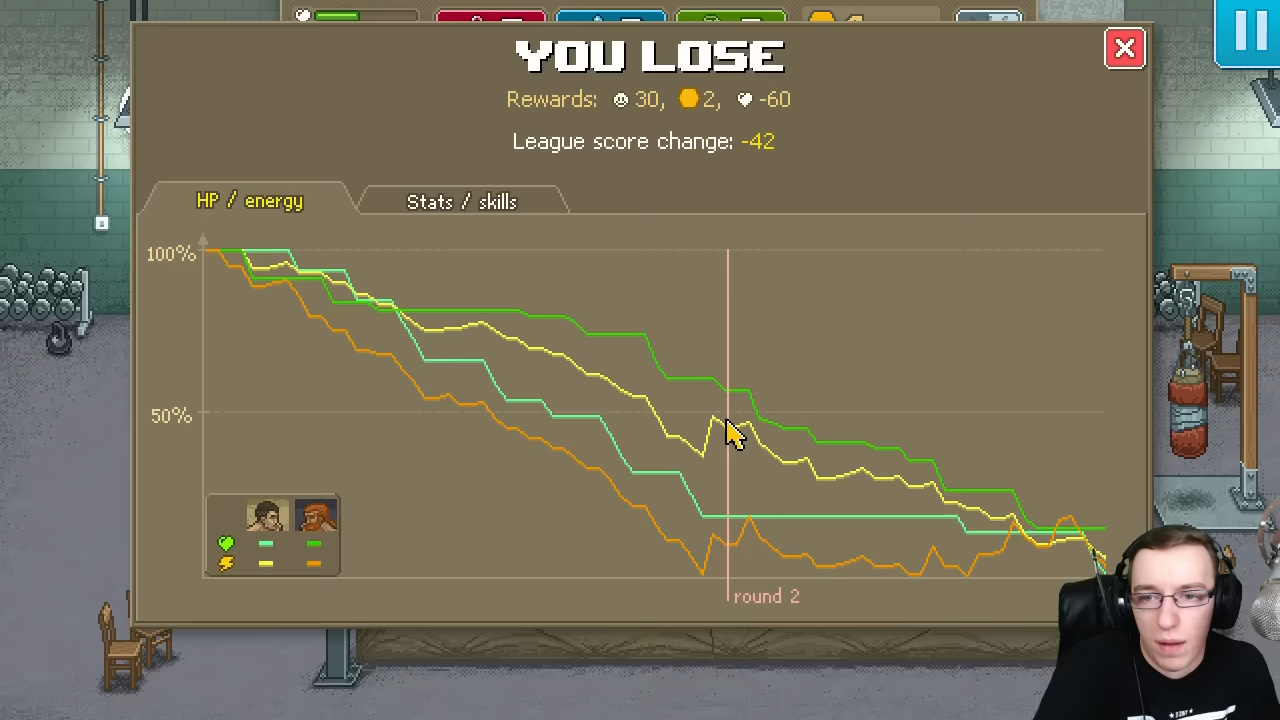 YOU LOSE
Rewards: 30, 2, -60
League score change: -42
HP / energy
Stats / skills
100%
50%
round 2